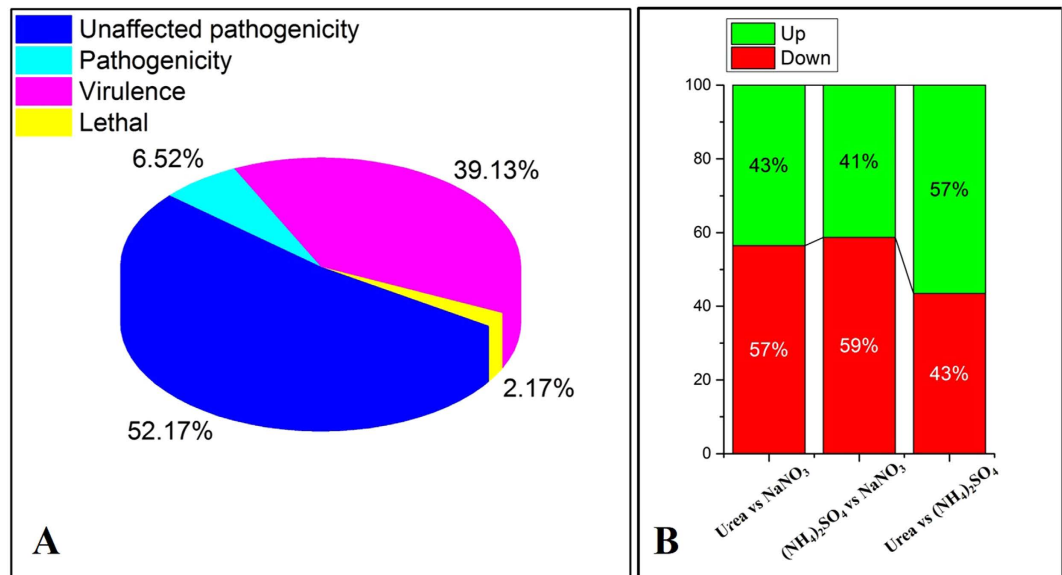 Unaffected pathogenicity
Pathogenicity
Virulence
Lethal
6.52%
39.13%
2.17%
52.17%
A
Up
Down
100
80
60
40
20
0
43%
41%
57%
57%
59%
43%
Urea vs NaNO₃
(NH₄)₂SO₄ vs NaNO₃
Urea vs (NH₄)₂SO₄
B